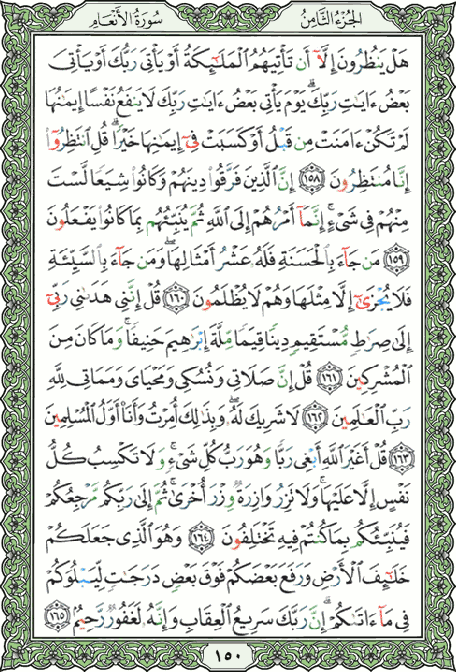 الجزء الثامن سورة الأنعام
هَلْ يَنظُرُونَ إِلَّآ أَن تَأْتِيَهُمُ ٱلْمَلَٰٓئِكَةُ أَوْ يَأْتِىَ رَبُّكَ أَوْ يَأْتِىَ
بَعْضُ ءَايَٰتِ رَبِّكَ ۗ يَوْمَ يَأْتِى بَعْضُ ءَايَٰتِ رَبِّكَ لَا يَنفَعُ نَفْسًا إِيمَٰنُهَا
لَمْ تَكُنْ ءَامَنَتْ مِن قَبْلُ أَوْ كَسَبَتْ فِىٓ إِيمَٰنِهَا خَيْرًا ۗ قُلِ ٱنتَظِرُوٓا۟
إِنَّا مُنتَظِرُونَ ١٥٨ إِنَّ ٱلَّذِينَ فَرَّقُوا۟ دِينَهُمْ وَكَانُوا۟ شِيَعًا لَّسْتَ
مِنْهُمْ فِى شَىْءٍ ۚ إِنَّمَآ أَمْرُهُمْ إِلَى ٱللَّهِ ثُمَّ يُنَبِّئُهُم بِمَا كَانُوا۟ يَفْعَلُونَ
١٥٩ مَن جَآءَ بِٱلْحَسَنَةِ فَلَهُۥ عَشْرُ أَمْثَالِهَا ۖ وَمَن جَآءَ بِٱلسَّيِّئَةِ
فَلَا يُجْزَىٰٓ إِلَّا مِثْلَهَا وَهُمْ لَا يُظْلَمُونَ ١٦٠ قُلْ إِنَّنِى هَدَىٰنِى رَبِّىٓ
إِلَىٰ صِرَٰطٍ مُّسْتَقِيمٍ دِينًا قِيَمًا مِّلَّةَ إِبْرَٰهِيمَ حَنِيفًا ۚ وَمَا كَانَ مِنَ
ٱلْمُشْرِكِينَ ١٦١ قُلْ إِنَّ صَلَاتِى وَنُسُكِى وَمَحْيَاىَ وَمَمَاتِى لِلَّهِ
رَبِّ ٱلْعَٰلَمِينَ ١٦٢ لَا شَرِيكَ لَهُۥ ۖ وَبِذَٰلِكَ أُمِرْتُ وَأَنَا۠ أَوَّلُ ٱلْمُسْلِمِينَ
١٦٣ قُلْ أَغَيْرَ ٱللَّهِ أَبْغِى رَبًّا وَهُوَ رَبُّ كُلِّ شَىْءٍ ۚ وَلَا تَكْسِبُ كُلُّ
نَفْسٍ إِلَّا عَلَيْهَا ۚ وَلَا تَزِرُ وَازِرَةٌ وِزْرَ أُخْرَىٰ ۚ ثُمَّ إِلَىٰ رَبِّكُم مَّرْجِعُكُمْ
فَيُنَبِّئُكُم بِمَا كُنتُمْ فِيهِ تَخْتَلِفُونَ ١٦٤ وَهُوَ ٱلَّذِى جَعَلَكُمْ
خَلَٰٓئِفَ ٱلْأَرْضِ وَرَفَعَ بَعْضَكُمْ فَوْقَ بَعْضٍ دَرَجَٰتٍ لِّيَبْلُوَكُمْ
فِى مَآ ءَاتَىٰكُمْ ۗ إِنَّ رَبَّكَ سَرِيعُ ٱلْعِقَابِ وَإِنَّهُۥ لَغَفُورٌ رَّحِيمٌۢ ١٦٥
١٥٠